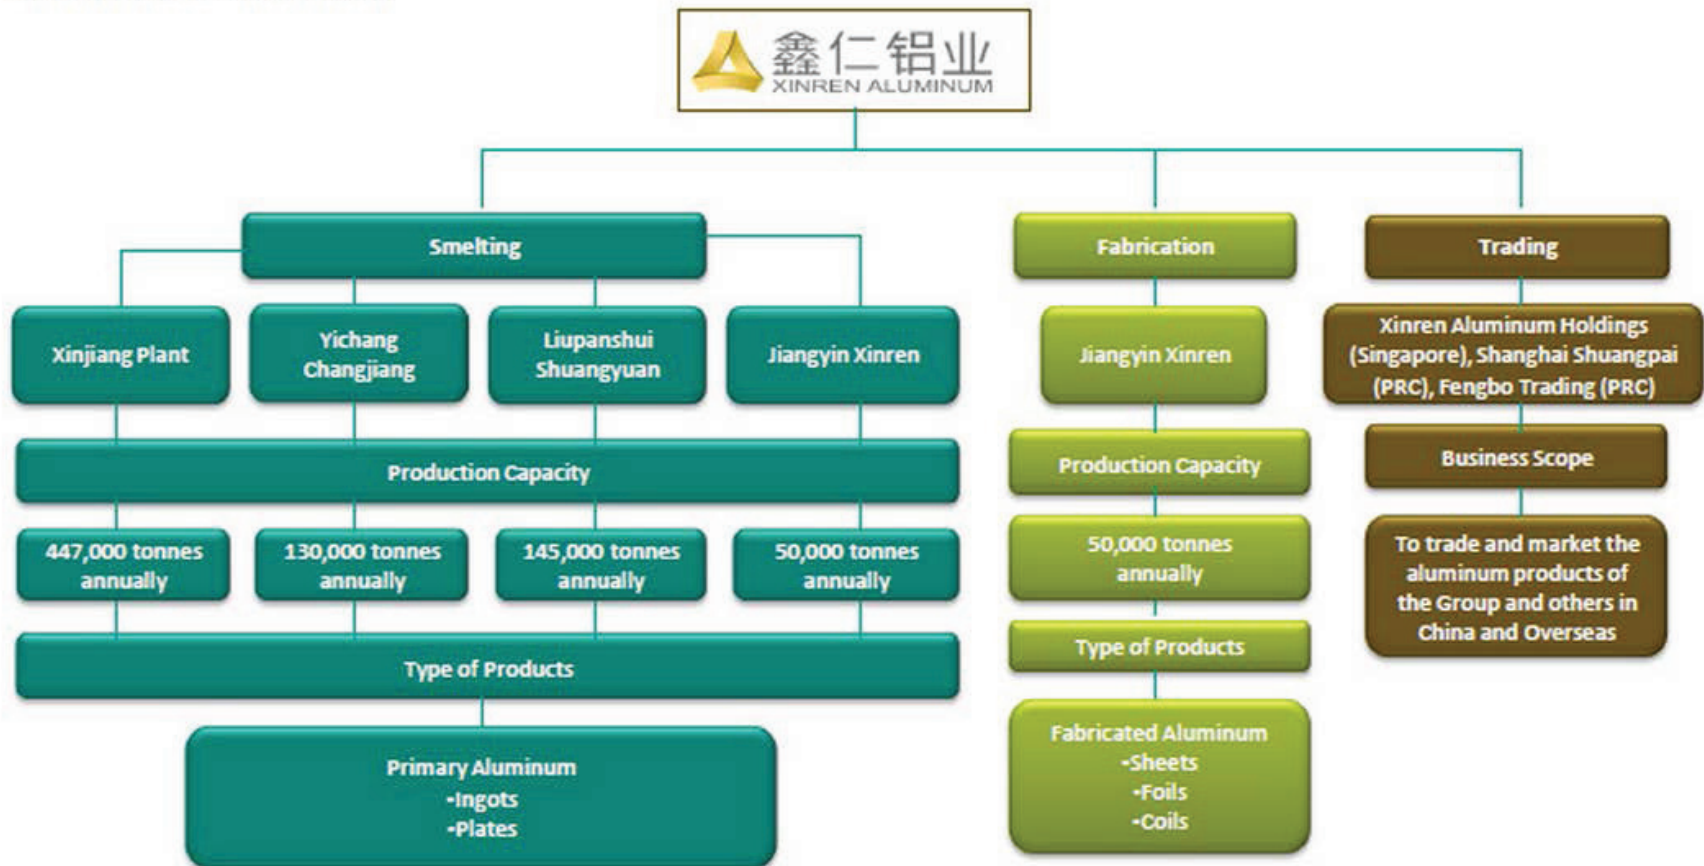 鑫仁铝业
XINREN ALUMINUM
Smelting
Fabrication
Trading
Xinjiang Plant
Yichang
Changjiang
Liupanshui
Shuangyuan
Jiangyin Xinren
Jiangyin Xinren
Xinren Aluminum Holdings
(Singapore), Shanghai Shuangpai
(PRC), Fengbo Trading (PRC)
Production Capacity
Production Capacity
Business Scope
447,000 tonnes
annually
130,000 tonnes
annually
145,000 tonnes
annually
50,000 tonnes
annually
50,000 tonnes
annually
To trade and market the
aluminum products of
the Group and others in
China and Overseas
Type of Products
Type of Products
Primary Aluminum
•Ingots
•Plates
Fabricated Aluminum
•Sheets
•Foils
•Coils